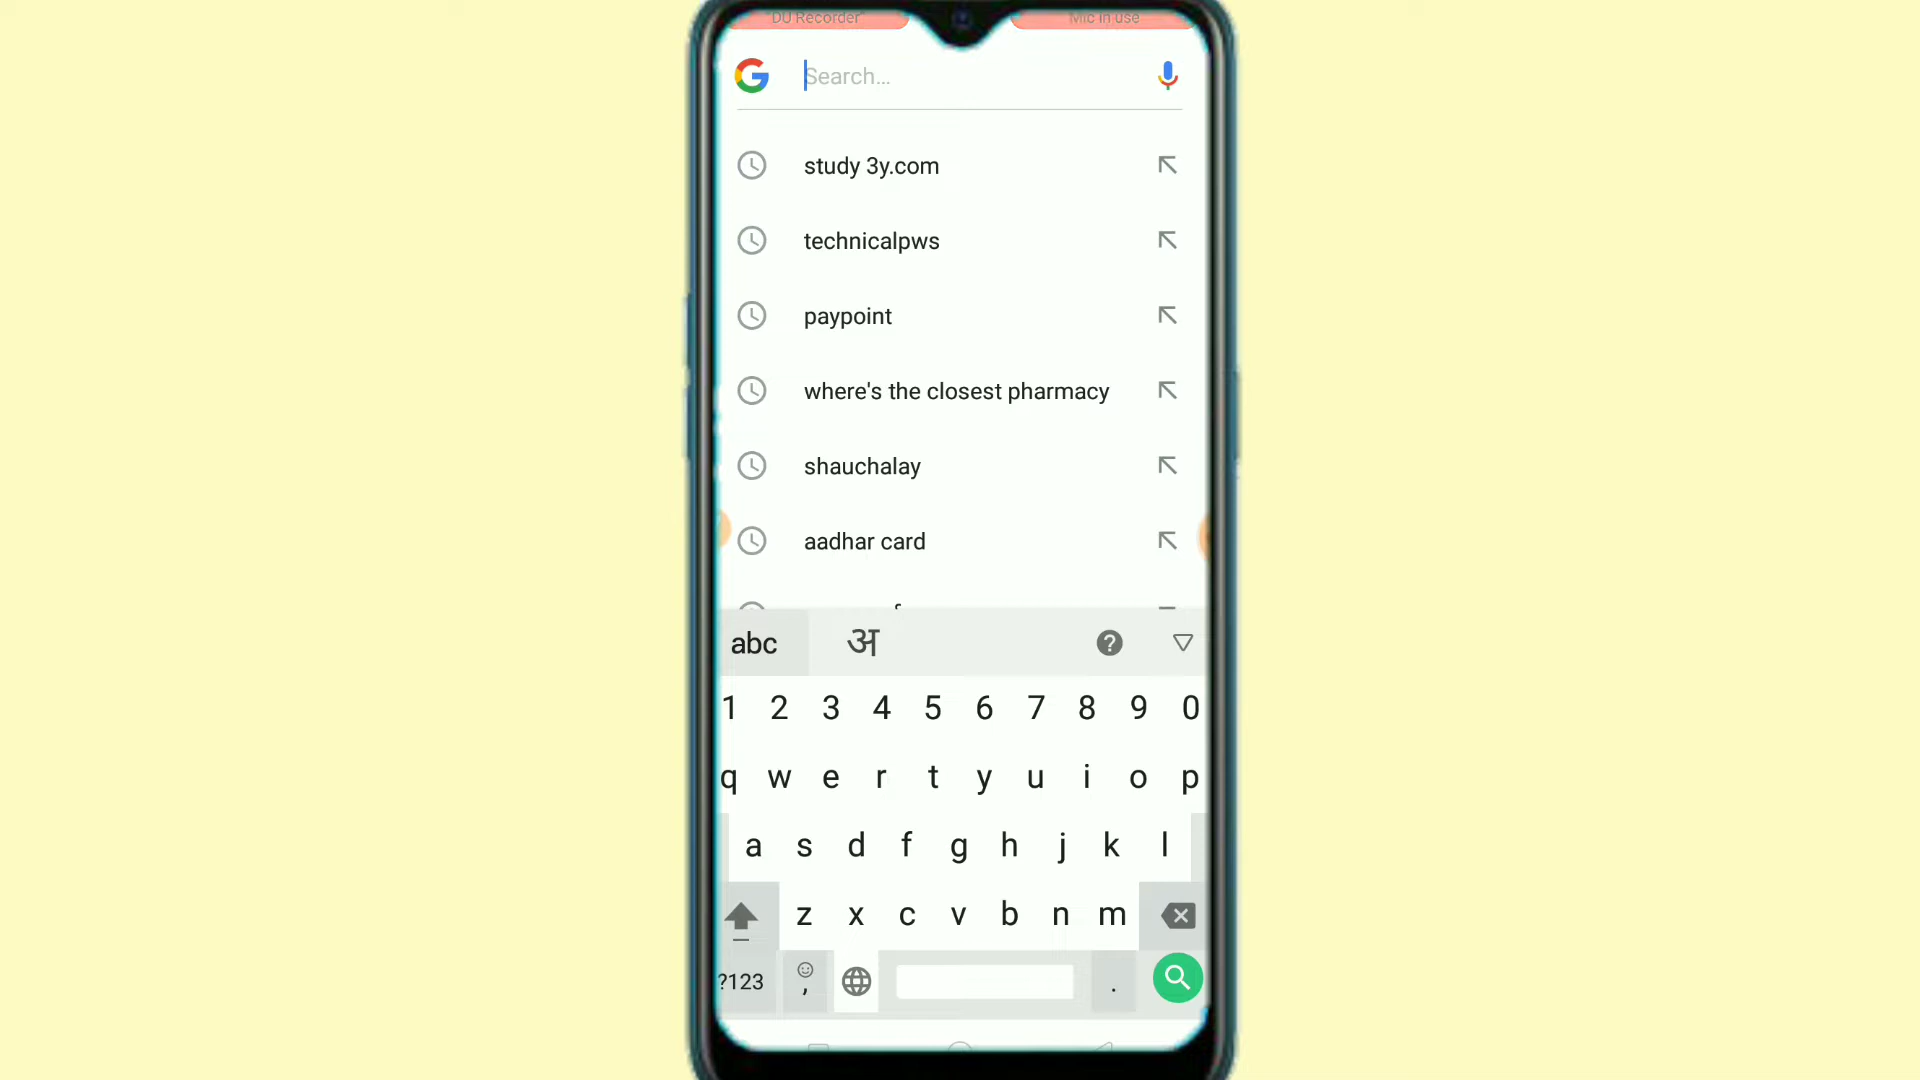 "DU Recorder"
Mic in use
Search...
study 3y.com
technicalpws
paypoint
where's the closest pharmacy
shauchalay
aadhar card
abc अ ?
1 2 3 4 5 6 7 8 9 0
q w e r t y u i o p
a s d f g h j k l
z x c v b n m
?123 , .